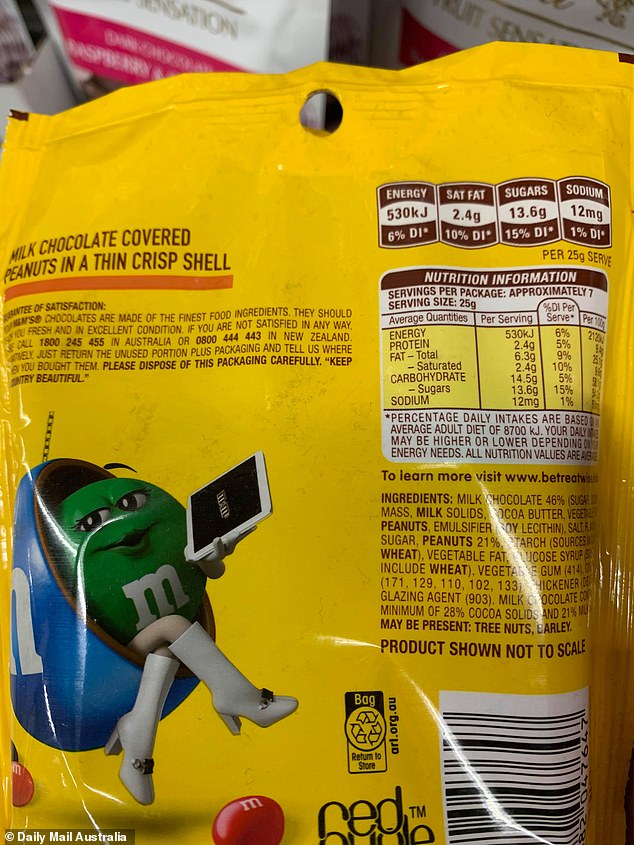 SENSATION
DARK CHOCOLATE
RASPBERRY &
FRUIT SENSA
MILK CHOCOLATE COVERED
PEANUTS IN A THIN CRISP SHELL
OF SATISFACTION:
M&M'S® CHOCOLATES ARE MADE OF THE FINEST FOOD INGREDIENTS. THEY SHOULD
YOU FRESH AND IN EXCELLENT CONDITION. IF YOU ARE NOT SATISFIED IN ANY WAY,
CALL 1800 245 455 IN AUSTRALIA OR 0800 444 443 IN NEW ZEALAND.
JUST RETURN THE UNUSED PORTION PLUS PACKAGING AND TELL US WHERE
YOU BOUGHT THEM. PLEASE DISPOSE OF THIS PACKAGING CAREFULLY. "KEEP
BEAUTIFUL."
ENERGY SAT FAT SUGARS SODIUM
530kJ 2.4g 13.6g 12mg
6% DI* 10% DI* 15% DI* 1% DI*
PER 25g SERVE
NUTRITION INFORMATION
SERVINGS PER PACKAGE: APPROXIMATELY 7
SERVING SIZE: 25g
Average Quantities Per Serving %DI Per Serve* Per 100g
ENERGY 530kJ 6%
PROTEIN 2.4g 5%
FAT – Total 6.3g 9%
– Saturated 2.4g 10%
CARBOHYDRATE 14.5g 5%
– Sugars 13.6g 15%
SODIUM 12mg 1%
*PERCENTAGE DAILY INTAKES ARE BASED
AVERAGE ADULT DIET OF 8700 kJ. YOUR DAILY
MAY BE HIGHER OR LOWER DEPENDING ON
ENERGY NEEDS. ALL NUTRITION VALUES ARE
To learn more visit www.betreatwise
INGREDIENTS: MILK CHOCOLATE 46% (SUGAR,
MASS, MILK SOLIDS, COCOA BUTTER,
PEANUTS, EMULSIFIER (SOY LECITHIN), SALT,
SUGAR, PEANUTS 21%, STARCH (SOURCES
WHEAT), VEGETABLE FAT, GLUCOSE SYRUP
INCLUDE WHEAT), VEGETABLE GUM (414),
(171, 129, 110, 102, 133), THICKENER
GLAZING AGENT (903). MILK CHOCOLATE
MINIMUM OF 28% COCOA SOLIDS AND 21%
MAY BE PRESENT: TREE NUTS, BARLEY.
PRODUCT SHOWN NOT TO SCALE
m&m's
m
m
m
Bag
Return to
Store
arl.org.au
red
TM
© Daily Mail Australia